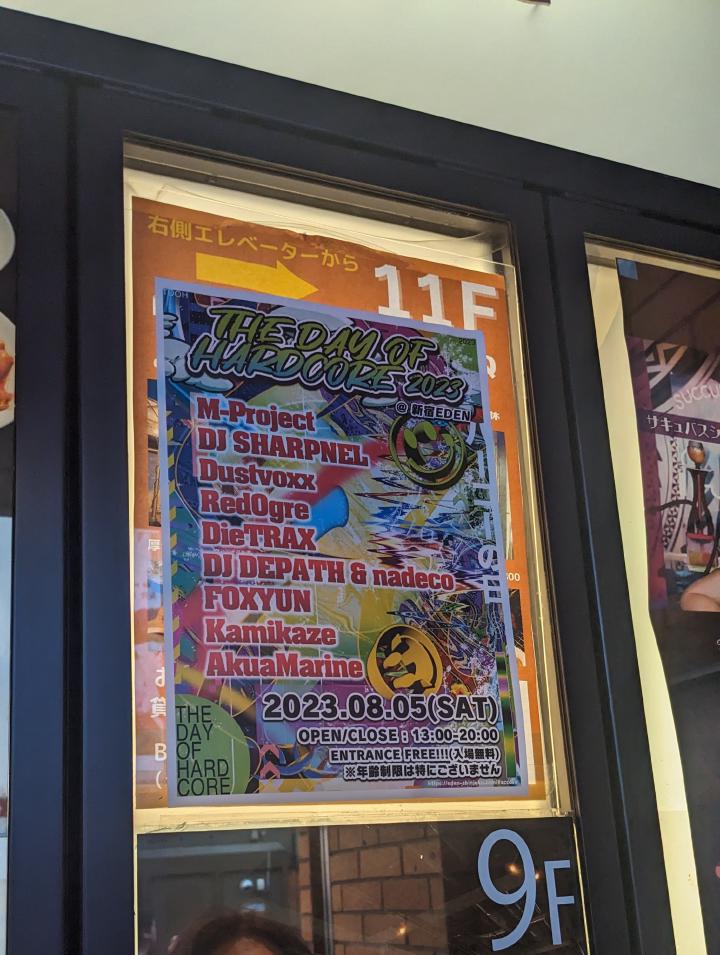 右側エレベーターから
11F
THE DAY OF
HARDCORE 2023
@ 新宿EDEN
M-Project
DJ SHARPNEL
Dustvoxx
RedOgre
DieTRAX
DJ DEPATH & nadeco
FOXYUN
Kamikaze
AkuaMarine
2023.08.05(SAT)
OPEN/CLOSE : 13:00-20:00
ENTRANCE FREE!!!(入場無料)
※年齢制限は特にございません
THE
DAY
OF
HARD
CORE
9F
SUCCU
サキュバスシ